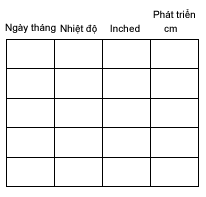 Ngày tháng Nhiệt độ Inched Phát triển
cm